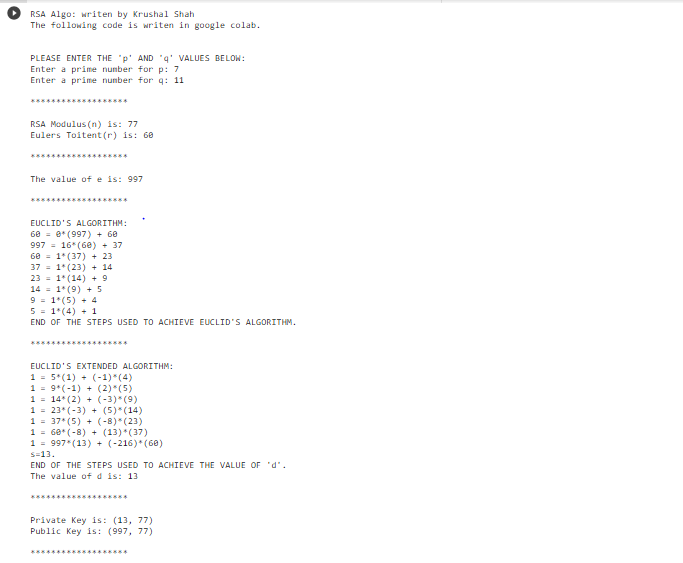 RSA Algo: writen by Krushal Shah
The following code is writen in google colab.
PLEASE ENTER THE 'p' AND 'q' VALUES BELOW:
Enter a prime number for p: 7
Enter a prime number for q: 11
*******************
RSA Modulus(n) is: 77
Eulers Toitent(r) is: 60
*******************
The value of e is: 997
*******************
EUCLID'S ALGORITHM:
60 = 0*(997) + 60
997 = 16*(60) + 37
60 = 1*(37) + 23
37 = 1*(23) + 14
23 = 1*(14) + 9
14 = 1*(9) + 5
9 = 1*(5) + 4
5 = 1*(4) + 1
END OF THE STEPS USED TO ACHIEVE EUCLID'S ALGORITHM.
*******************
EUCLID'S EXTENDED ALGORITHM:
1 = 5*(1) + (-1)*(4)
1 = 9*(-1) + (2)*(5)
1 = 14*(2) + (-3)*(9)
1 = 23*(-3) + (5)*(14)
1 = 37*(5) + (-8)*(23)
1 = 60*(-8) + (13)*(37)
1 = 997*(13) + (-216)*(60)
s=13.
END OF THE STEPS USED TO ACHIEVE THE VALUE OF 'd'.
The value of d is: 13
*******************
Private Key is: (13, 77)
Public Key is: (997, 77)
*******************